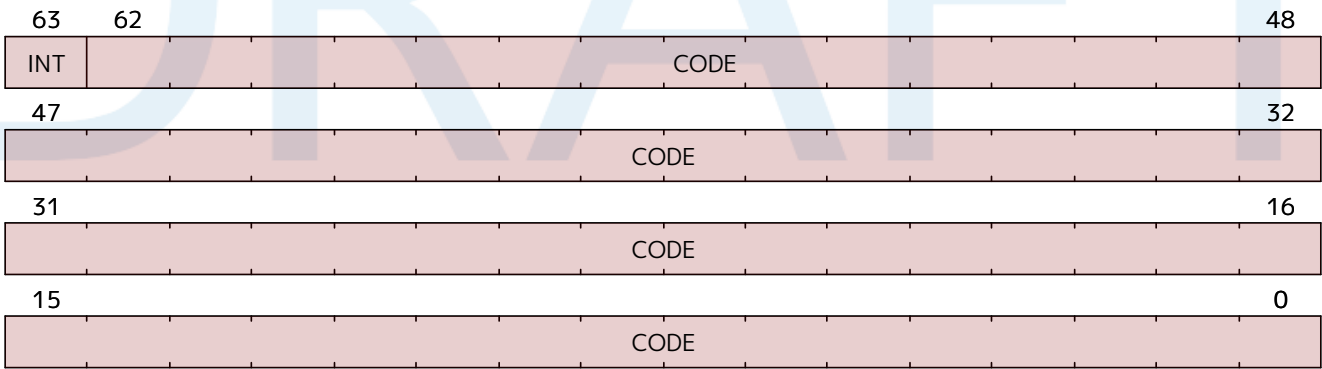 63 62 48
INT CODE
47 32
CODE
31 16
CODE
15 0
CODE
DRAFT